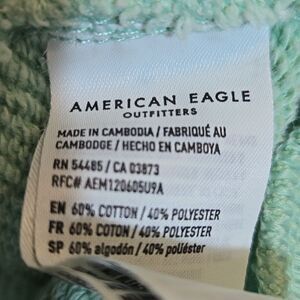 AMERICAN EAGLE
OUTFITTERS
MADE IN CAMBODIA / FABRIQUÉ AU
CAMBODGE / HECHO EN CAMBOYA
RN 54485 / CA 03873
RFC# AEM120605U9A
EN 60% COTTON / 40% POLYESTER
FR 60% COTTON / 40% POLYESTER
SP 60% algodón / 40% poliéster